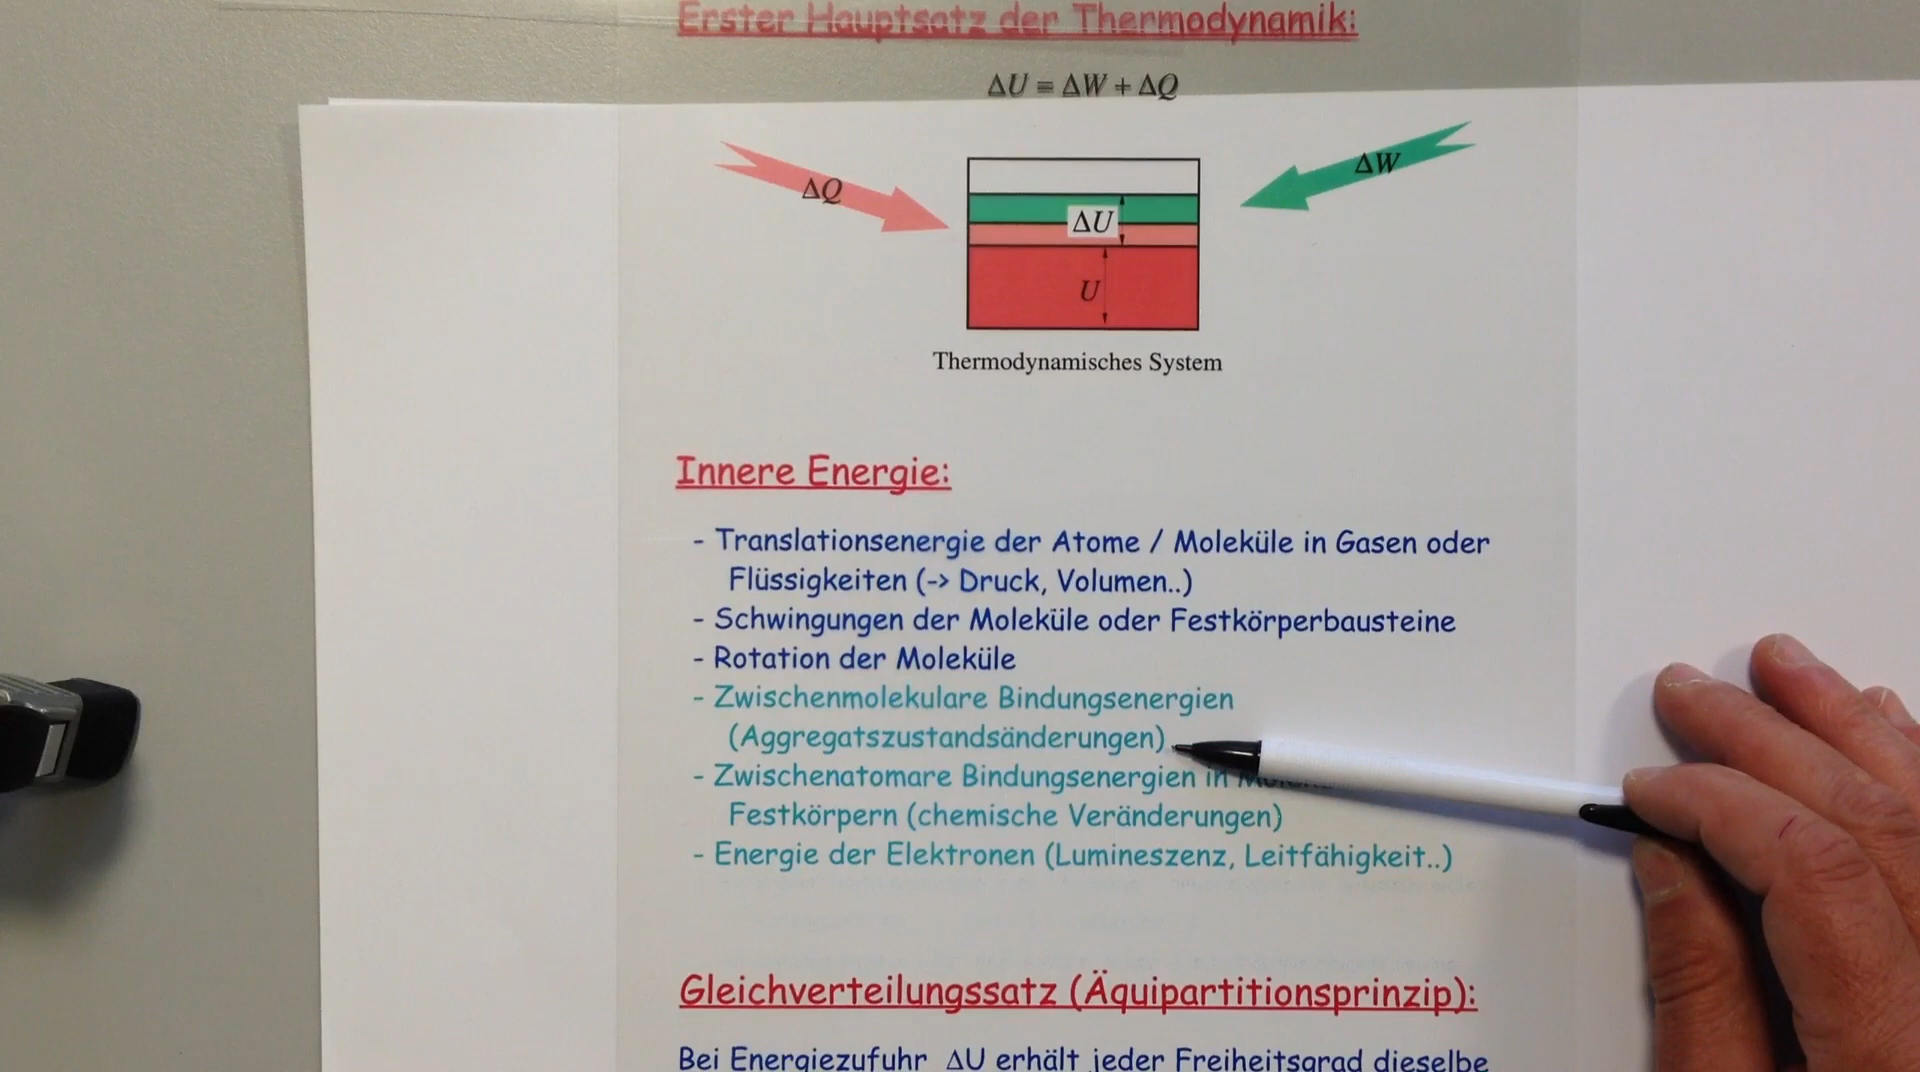 Erster Hauptsatz der Thermodynamik:
ΔU = ΔW + ΔQ
ΔQ
ΔW
ΔU
U
Thermodynamisches System
Innere Energie:
- Translationsenergie der Atome / Moleküle in Gasen oder
Flüssigkeiten (-> Druck, Volumen..)
- Schwingungen der Moleküle oder Festkörperbausteine
- Rotation der Moleküle
- Zwischenmolekulare Bindungsenergien
(Aggregatszustandsänderungen)
- Zwischenatomare Bindungsenergien in
Festkörpern (chemische Veränderungen)
- Energie der Elektronen (Lumineszenz, Leitfähigkeit..)
Gleichverteilungssatz (Äquipartitionsprinzip):
Bei Energiezufuhr ΔU erhält jeder Freiheitsgrad dieselbe